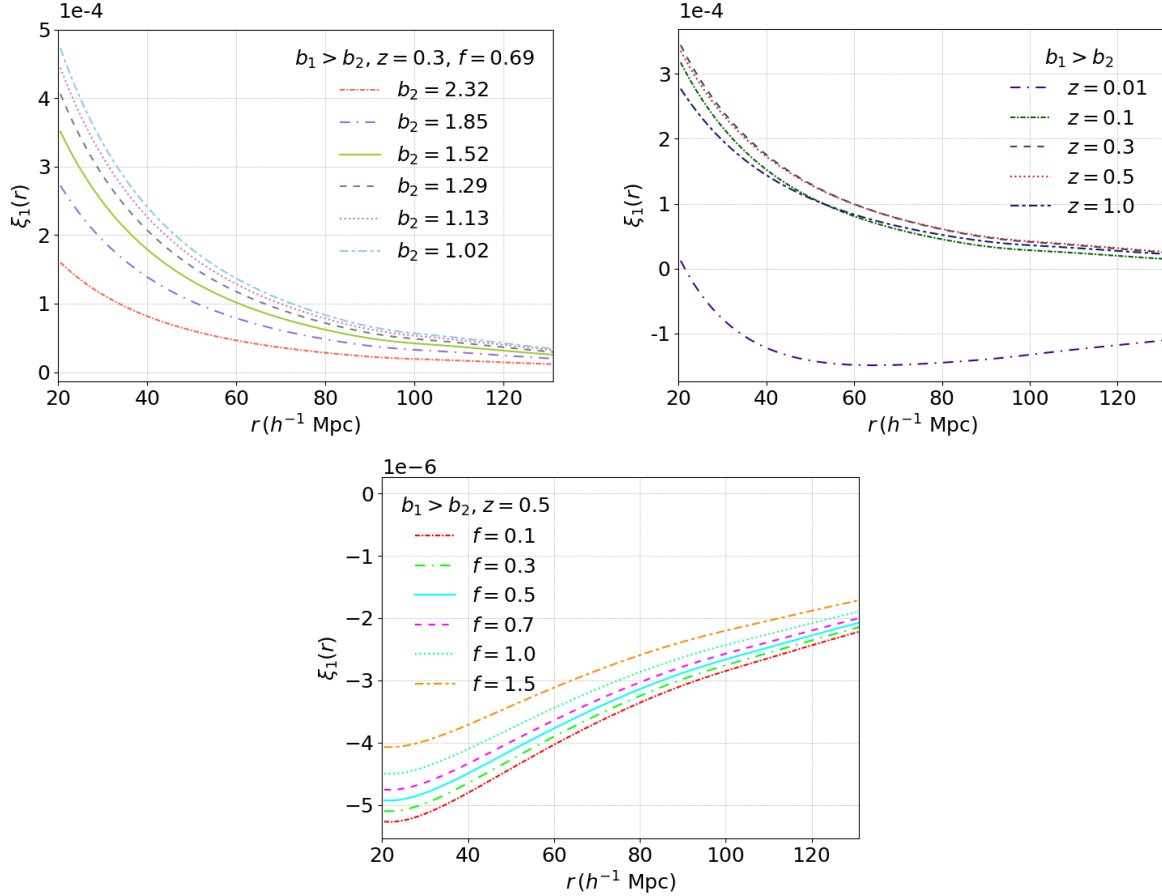 1e-4
b₁ > b₂, z = 0.3, f = 0.69
b₂ = 2.32
b₂ = 1.85
b₂ = 1.52
b₂ = 1.29
b₂ = 1.13
b₂ = 1.02
5
4
3
2
1
0
ξ₁(r)
20 40 60 80 100 120
r (h⁻¹ Mpc)
1e-4
b₁ > b₂
z = 0.01
z = 0.1
z = 0.3
z = 0.5
z = 1.0
3
2
1
0
-1
ξ₁(r)
20 40 60 80 100 120
r (h⁻¹ Mpc)
1e-6
b₁ > b₂, z = 0.5
f = 0.1
f = 0.3
f = 0.5
f = 0.7
f = 1.0
f = 1.5
0
−1
−2
−3
−4
−5
ξ₁(r)
20 40 60 80 100 120
r (h⁻¹ Mpc)